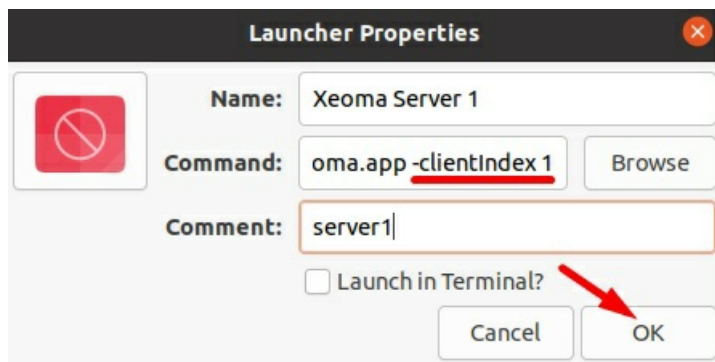 Launcher Properties
Name: Xeoma Server 1
Command: oma.app -clientIndex 1 Browse
Comment: server1
Launch in Terminal?
Cancel OK